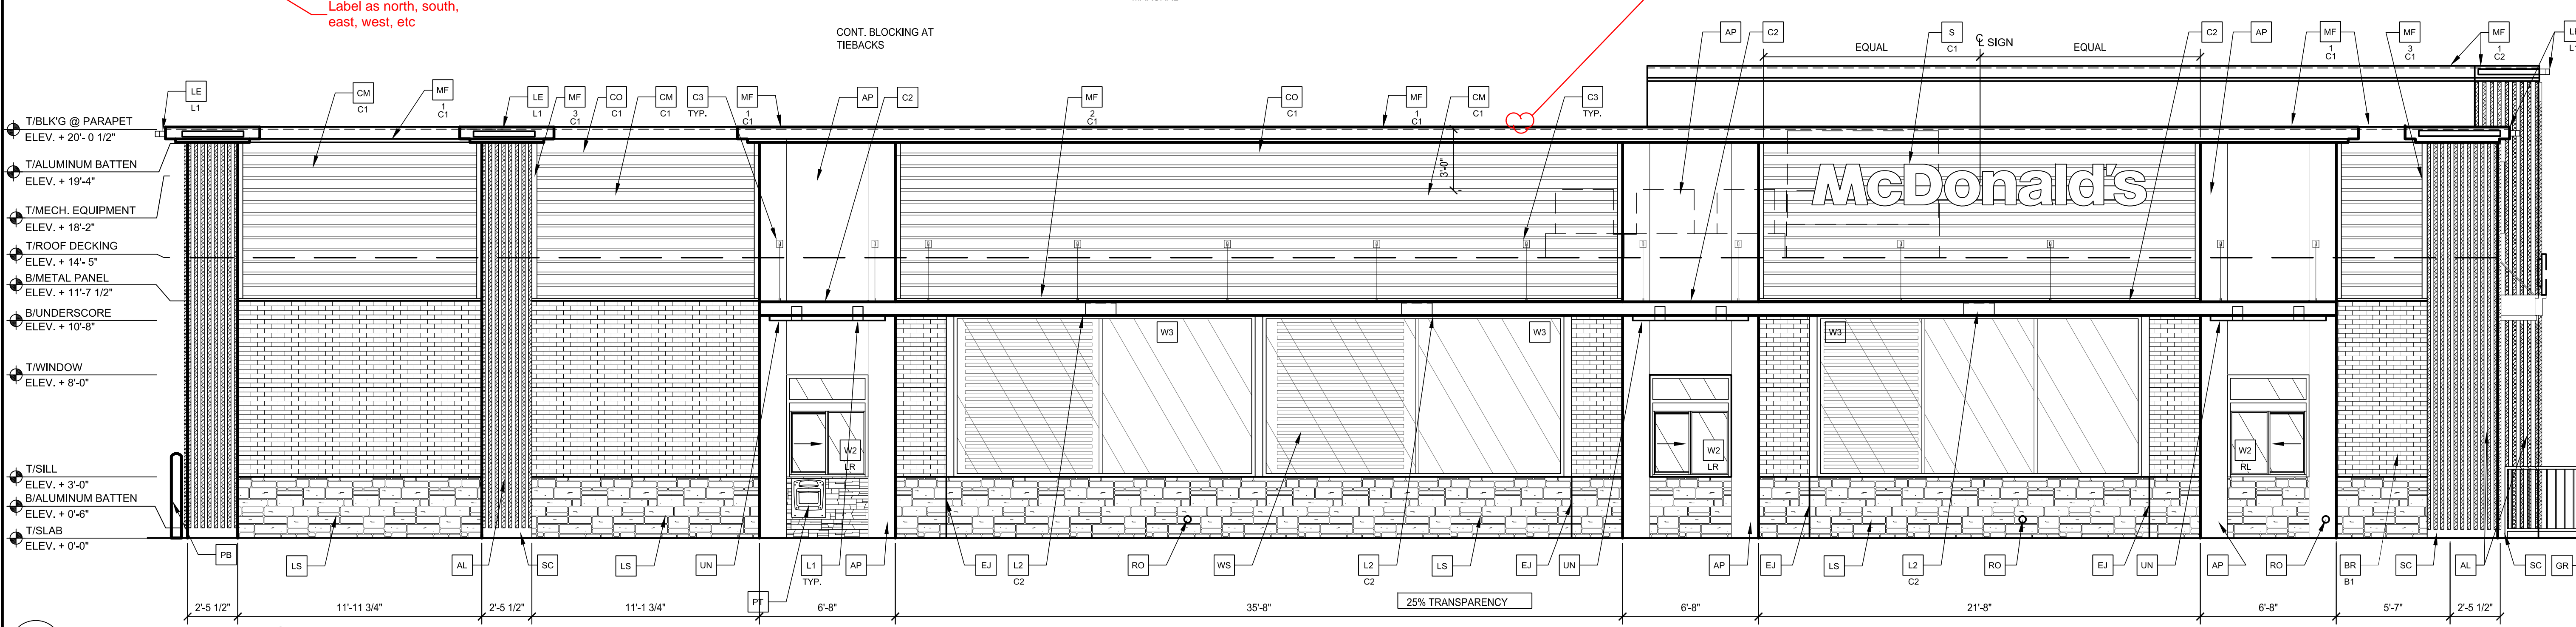 Label as north, south,
east, west, etc
CONT. BLOCKING AT
TIEBACKS
AP
C2
S
C1
EQUAL
℄ SIGN
EQUAL
C2
AP
MF
1
C1
MF
3
C1
MF
1
C2
LE
L1
CM
C1
MF
1
C1
LE
L1
MF
3
C1
CO
C1
CM
C1
C3
TYP.
MF
1
C1
AP
C2
MF
2
C1
CO
C1
MF
1
C1
CM
C1
C3
TYP.
T/BLK'G @ PARAPET
ELEV. + 20'- 0 1/2"
T/ALUMINUM BATTEN
ELEV. + 19'-4"
T/MECH. EQUIPMENT
ELEV. + 18'-2"
T/ROOF DECKING
ELEV. + 14'- 5"
B/METAL PANEL
ELEV. + 11'-7 1/2"
B/UNDERSCORE
ELEV. + 10'-8"
T/WINDOW
ELEV. + 8'-0"
T/SILL
ELEV. + 3'-0"
B/ALUMINUM BATTEN
ELEV. + 0'-6"
T/SLAB
ELEV. + 0'-0"
3'-0"
McDonald's
W3
W3
W3
W2
LR
W2
LR
W2
RL
PB
LS
AL
SC
LS
UN
PT
L1
TYP.
AP
EJ
L2
C2
RO
WS
L2
C2
LS
EJ
UN
AP
EJ
LS
L2
C2
RO
EJ
UN
AP
RO
BR
B1
SC
AL
SC
GR
2'-5 1/2"
11'-11 3/4"
2'-5 1/2"
11'-1 3/4"
6'-8"
35'-8"
25% TRANSPARENCY
6'-8"
21'-8"
6'-8"
5'-7"
2'-5 1/2"